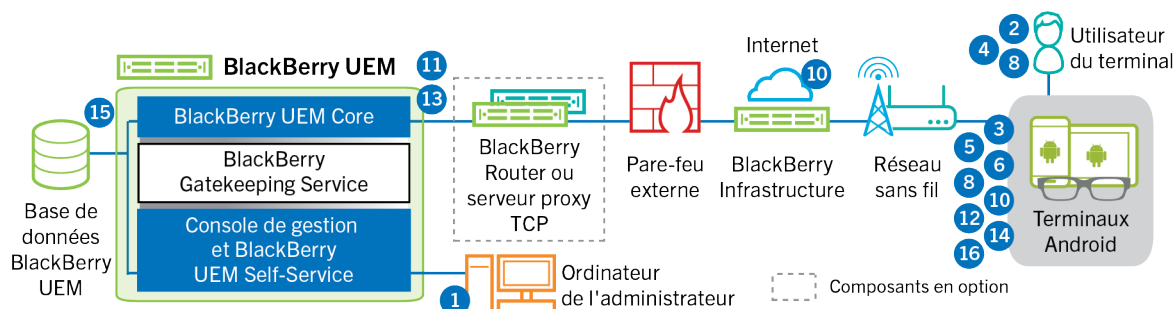 BlackBerry UEM
11
13
15
BlackBerry UEM Core
BlackBerry
Gatekeeping Service
Console de gestion
et BlackBerry
UEM Self-Service
Base de
données
BlackBerry
UEM
BlackBerry
Router ou
serveur proxy
TCP
1
Ordinateur
de l'administrateur
Pare-feu
externe
Internet
10
BlackBerry
Infrastructure
Réseau
sans fil
Composants en option
2
4
8
Utilisateur
du terminal
3
5
6
8
10
12
14
16
Terminaux
Android